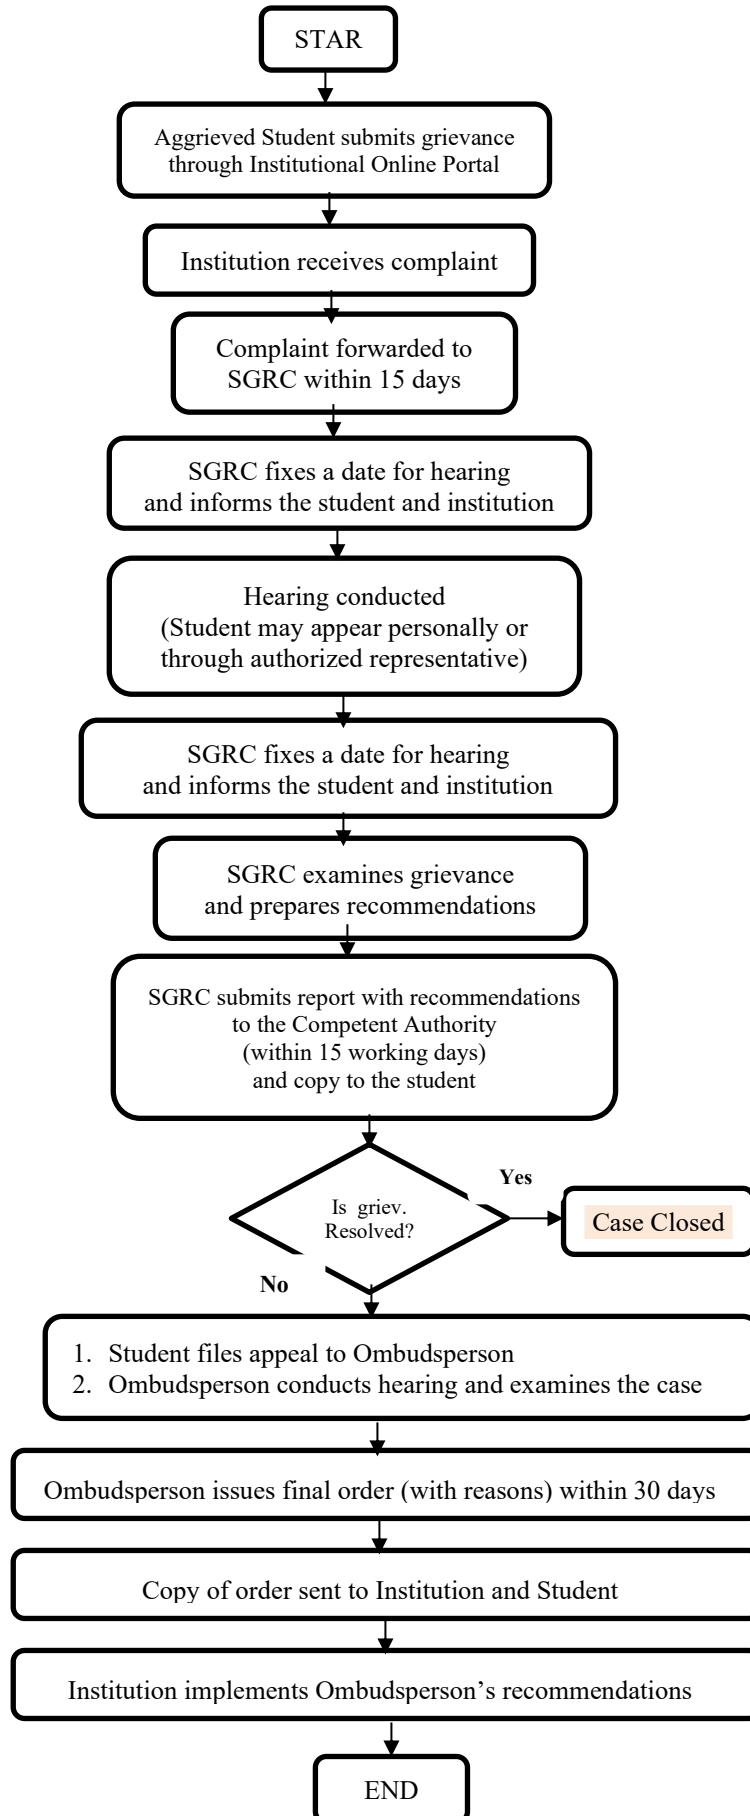 STAR
Aggrieved Student submits grievance
through Institutional Online Portal
Institution receives complaint
Complaint forwarded to
SGRC within 15 days
SGRC fixes a date for hearing
and informs the student and institution
Hearing conducted
(Student may appear personally or
through authorized representative)
SGRC fixes a date for hearing
and informs the student and institution
SGRC examines grievance
and prepares recommendations
SGRC submits report with recommendations
to the Competent Authority
(within 15 working days)
and copy to the student
Yes
Is griev.
Resolved?
Case Closed
No
1. Student files appeal to Ombudsperson
2. Ombudsperson conducts hearing and examines the case
Ombudsperson issues final order (with reasons) within 30 days
Copy of order sent to Institution and Student
Institution implements Ombudsperson’s recommendations
END